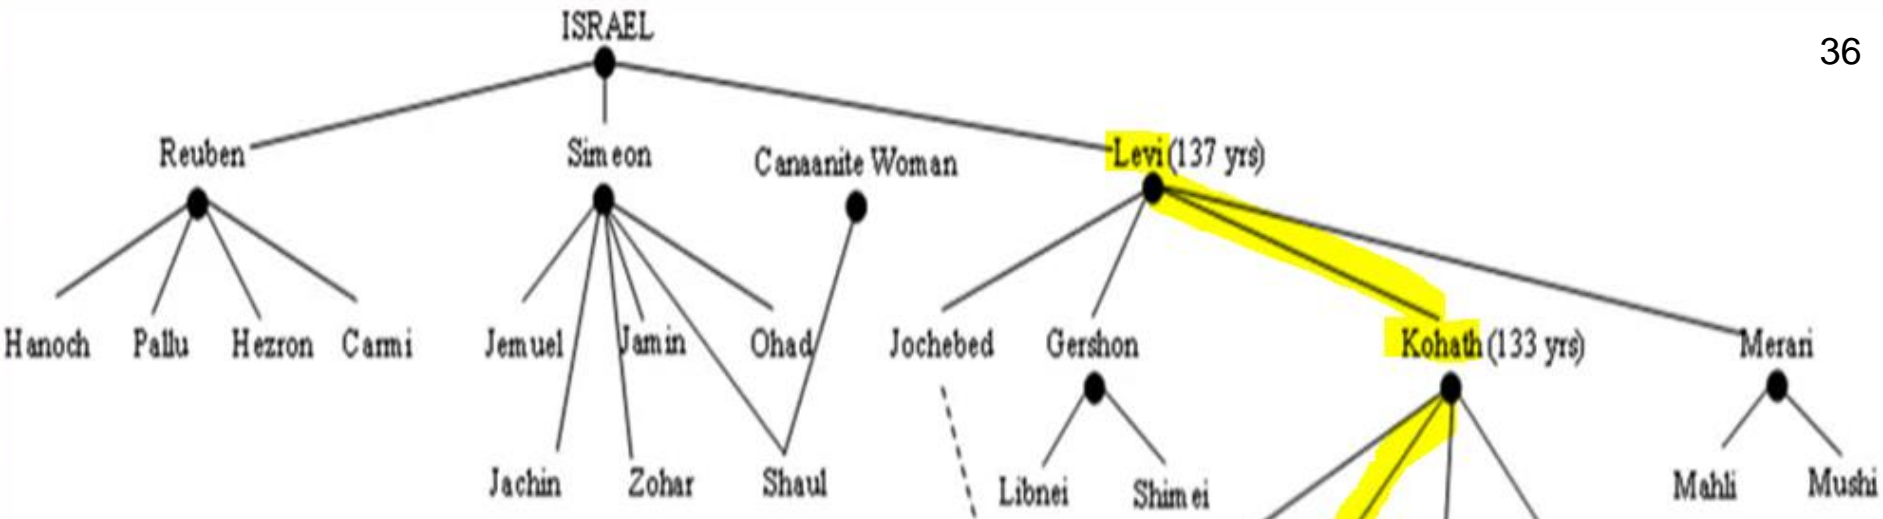 ISRAEL
36
Reuben
Simeon
Canaanite Woman
Levi (137 yrs)
Hanoch
Pallu
Hezron
Carmi
Jemuel
Jamin
Ohad
Jochebed
Gershon
Kohath (133 yrs)
Merari
Jachin
Zohar
Shaul
Libnei
Shimei
Mahli
Mushi